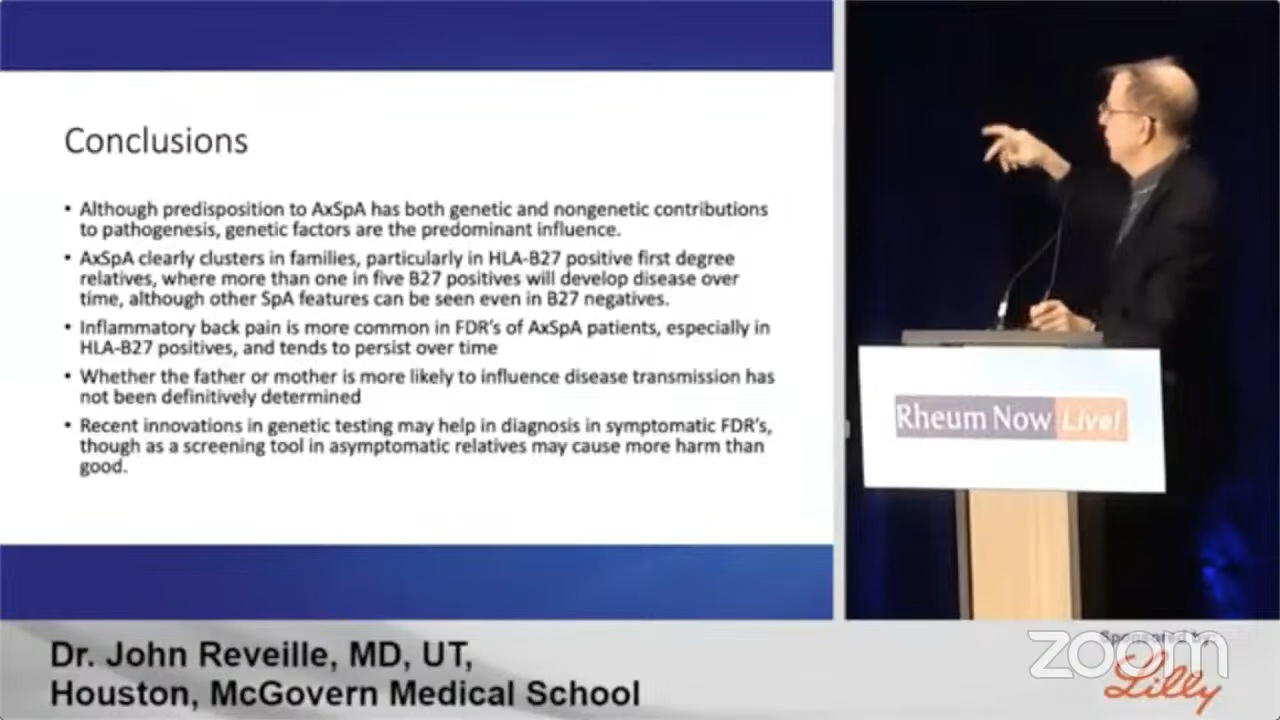 Conclusions
• Although predisposition to AxSpA has both genetic and nongenetic contributions
to pathogenesis, genetic factors are the predominant influence.
• AxSpA clearly clusters in families, particularly in HLA-B27 positive first degree
relatives, where more than one in five B27 positives will develop disease over
time, although other SpA features can be seen even in B27 negatives.
• Inflammatory back pain is more common in FDR's of AxSpA patients, especially in
HLA-B27 positives, and tends to persist over time
• Whether the father or mother is more likely to influence disease transmission has
not been definitively determined
• Recent innovations in genetic testing may help in diagnosis in symptomatic FDR's,
though as a screening tool in asymptomatic relatives may cause more harm than
good.
Rheum Now Live!
Dr. John Reveille, MD, UT,
Houston, McGovern Medical School
Sponsored by
zoom
Lilly